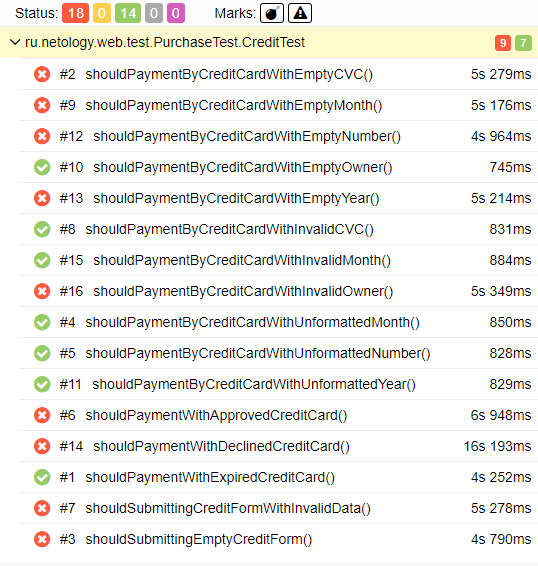 Status: 18 0 14 0 0 Marks:
ru.netology.web.test.PurchaseTest.CreditTest 9 7
#2 shouldPaymentByCreditCardWithEmptyCVC() 5s 279ms
#9 shouldPaymentByCreditCardWithEmptyMonth() 5s 176ms
#12 shouldPaymentByCreditCardWithEmptyNumber() 4s 964ms
#10 shouldPaymentByCreditCardWithEmptyOwner() 745ms
#13 shouldPaymentByCreditCardWithEmptyYear() 5s 214ms
#8 shouldPaymentByCreditCardWithInvalidCVC() 831ms
#15 shouldPaymentByCreditCardWithInvalidMonth() 884ms
#16 shouldPaymentByCreditCardWithInvalidOwner() 5s 349ms
#4 shouldPaymentByCreditCardWithUnformattedMonth() 850ms
#5 shouldPaymentByCreditCardWithUnformattedNumber() 828ms
#11 shouldPaymentByCreditCardWithUnformattedYear() 829ms
#6 shouldPaymentWithApprovedCreditCard() 6s 948ms
#14 shouldPaymentWithDeclinedCreditCard() 16s 193ms
#1 shouldPaymentWithExpiredCreditCard() 4s 252ms
#7 shouldSubmittingCreditFormWithInvalidData() 5s 278ms
#3 shouldSubmittingEmptyCreditForm() 4s 790ms